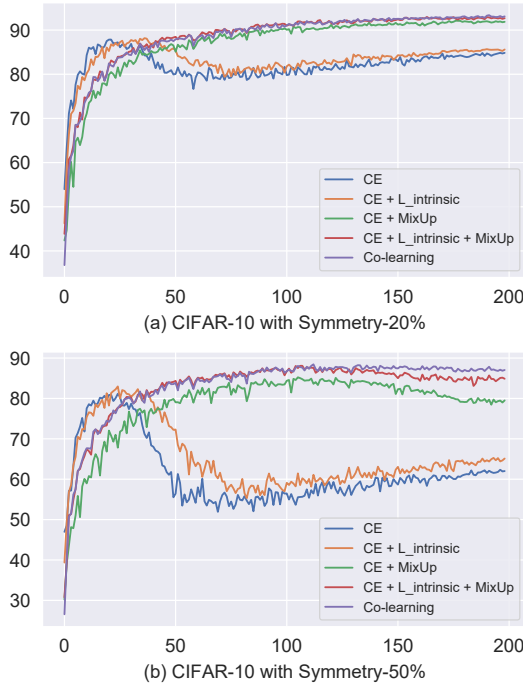 90
80
70
60
50
40
CE
CE + L_intrinsic
CE + MixUp
CE + L_intrinsic + MixUp
Co-learning
0 50 100 150 200
(a) CIFAR-10 with Symmetry-20%
90
80
70
60
50
40
30
CE
CE + L_intrinsic
CE + MixUp
CE + L_intrinsic + MixUp
Co-learning
0 50 100 150 200
(b) CIFAR-10 with Symmetry-50%